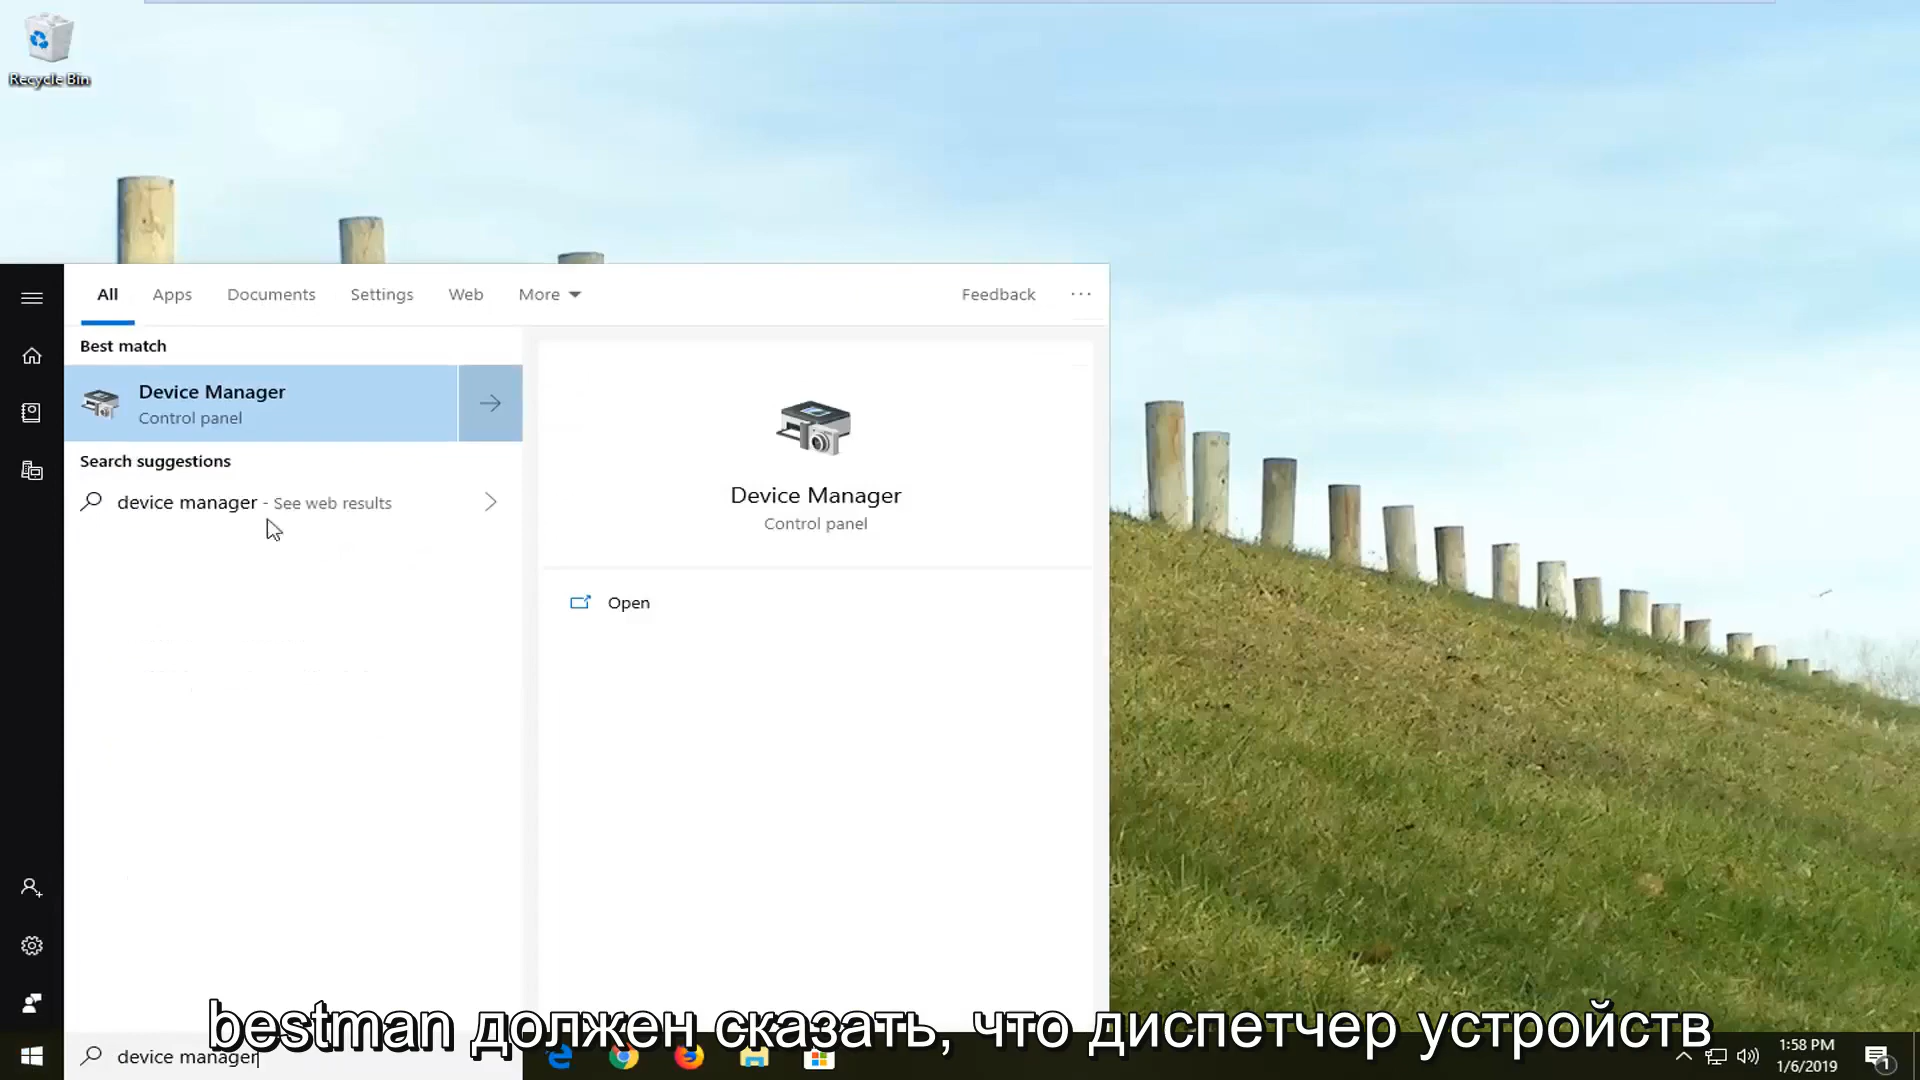 Recycle Bin
All Apps Documents Settings Web More Feedback ...
Best match
Device Manager
Control panel
Search suggestions
device manager - See web results
Device Manager
Control panel
Open
bestman должен сказать, что диспетчер устройств
device manager
1:58 PM
1/6/2019
1